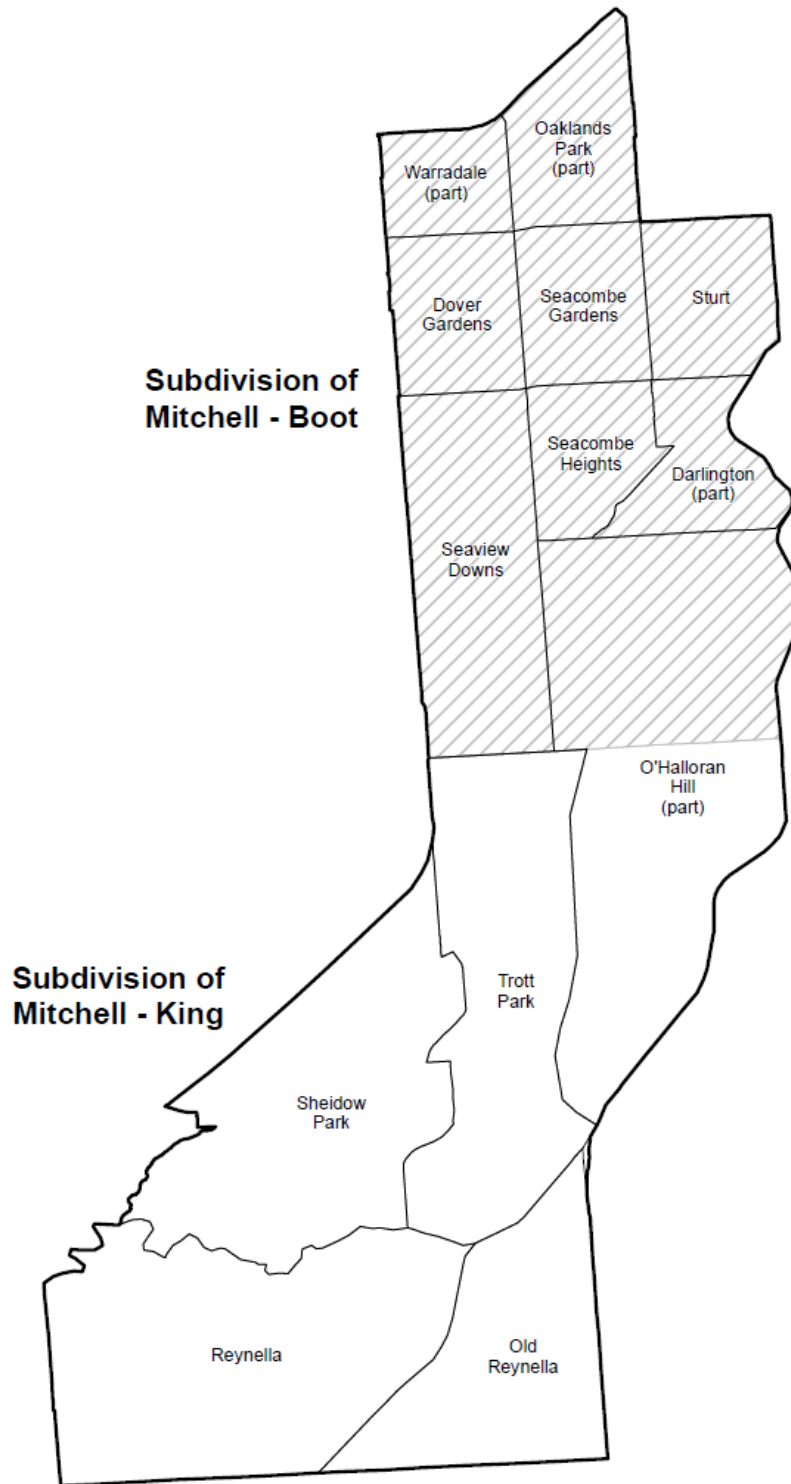 Oaklands
Park
(part)
Warradale
(part)
Dover
Gardens
Seacombe
Gardens
Sturt
Subdivision of
Mitchell - Boot
Seacombe
Heights
Darlington
(part)
Seaview
Downs
O'Halloran
Hill
(part)
Subdivision of
Mitchell - King
Trott
Park
Sheidow
Park
Reynella
Old
Reynella